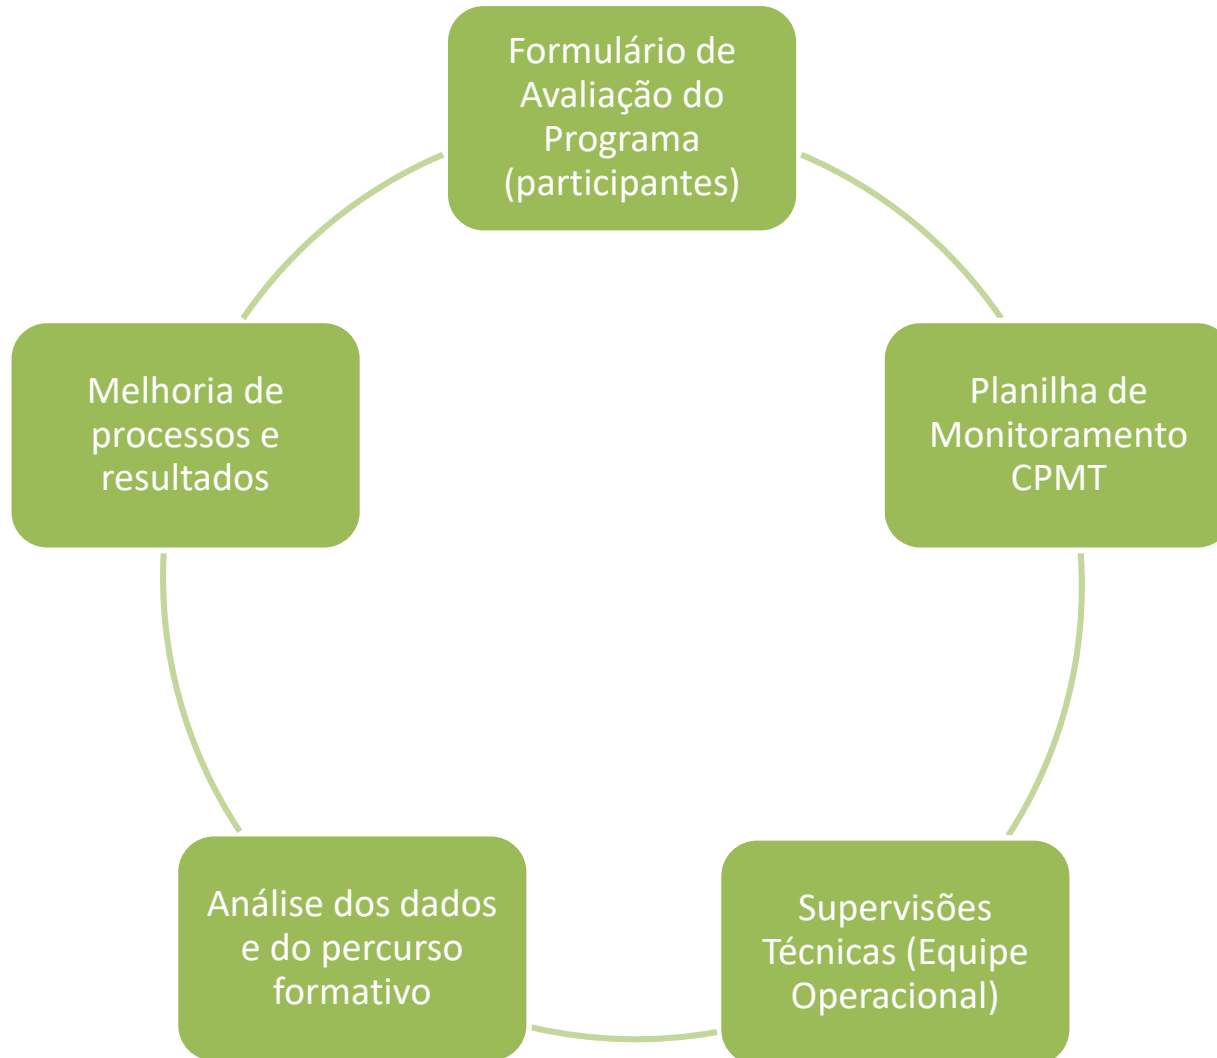 Formulário de
Avaliação do
Programa
(participantes)
Planilha de
Monitoramento
CPMT
Supervisões
Técnicas (Equipe
Operacional)
Análise dos dados
e do percurso
formativo
Melhoria de
processos e
resultados